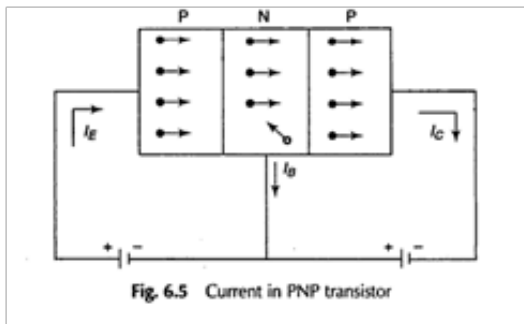 P N P
I_E
I_C
I_B
+ − + −
Fig. 6.5 Current in PNP transistor